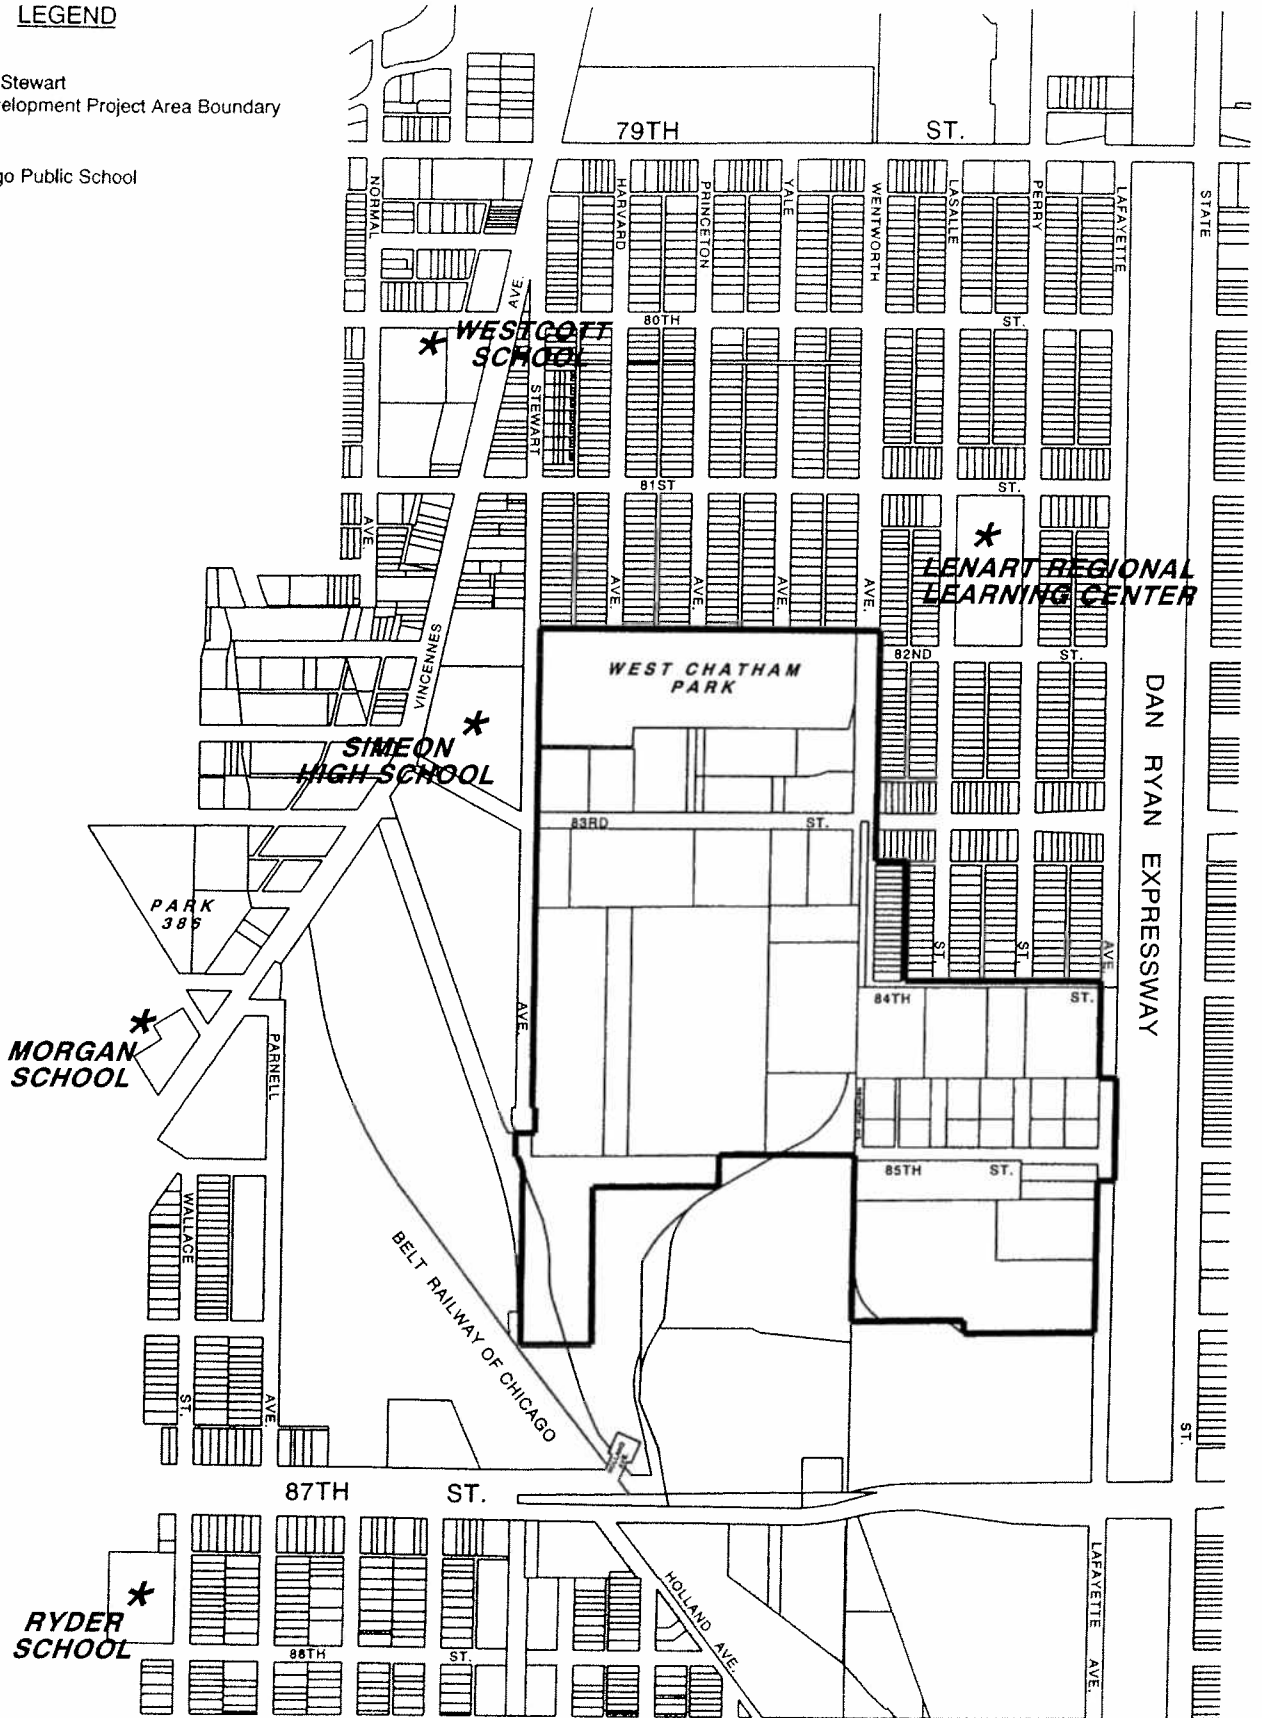 LEGEND
Stewart
elopment Project Area Boundary
go Public School
79TH ST.
NORMAL
HARVARD
PRINCETON
YALE
WENTWORTH
LASALLE
PERRY
LAFAYETTE
STATE
AVE.
80TH ST.
WESTCOTT
SCHOOL
STEWART
81ST ST.
AVE.
LENART REGIONAL
LEARNING CENTER
AVE.
AVE.
AVE.
AVE.
VINCENNES
82ND ST.
WEST CHATHAM
PARK
DAN RYAN EXPRESSWAY
SIMEON
HIGH SCHOOL
83RD ST.
PARK
386
ST.
ST.
AVE
84TH ST.
AVE.
MORGAN
SCHOOL
PARNELL
85TH ST.
WALLACE
BELT RAILWAY OF CHICAGO
ST.
AVE.
ST.
87TH ST.
HOLLAND AVE.
LAFAYETTE AVE.
RYDER
SCHOOL
88TH ST.